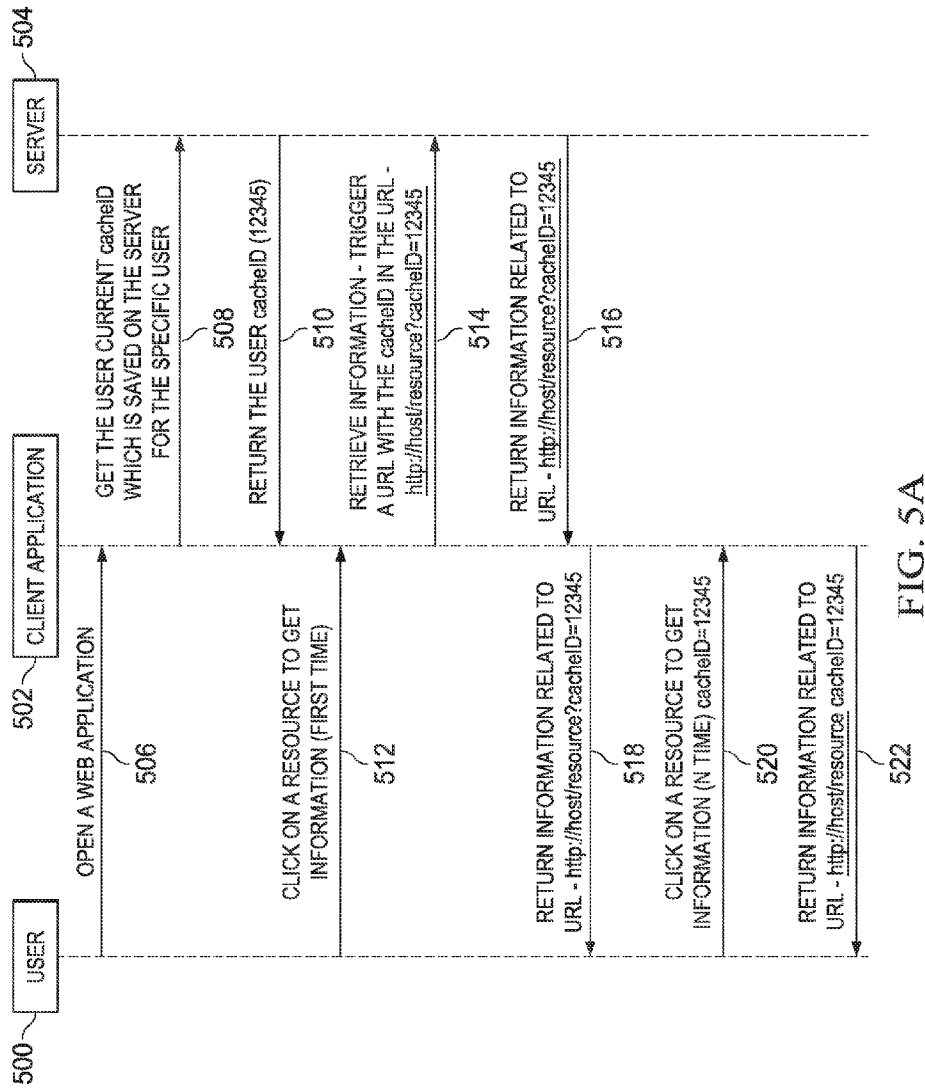 500
USER
502
CLIENT APPLICATION
SERVER
504
OPEN A WEB APPLICATION
506
GET THE USER CURRENT cacheID
WHICH IS SAVED ON THE SERVER
FOR THE SPECIFIC USER
508
RETURN THE USER cacheID (12345)
510
CLICK ON A RESOURCE TO GET
INFORMATION (FIRST TIME)
512
RETRIEVE INFORMATION - TRIGGER
A URL WITH THE cacheID IN THE URL -
http://host/resource?cacheID=12345
514
RETURN INFORMATION RELATED TO
URL - http://host/resource?cacheID=12345
516
RETURN INFORMATION RELATED TO
URL - http://host/resource?cacheID=12345
518
CLICK ON A RESOURCE TO GET
INFORMATION (N TIME) cacheID=12345
520
RETURN INFORMATION RELATED TO
URL - http://host/resource cacheID=12345
522
FIG. 5A